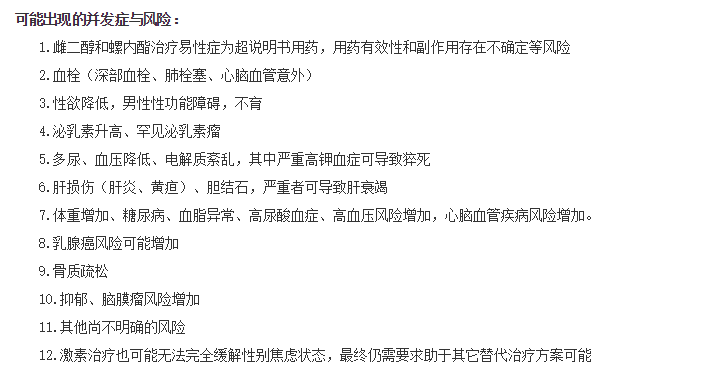 可能出现的并发症与风险：
1.雌二醇和螺内酯治疗易性症为超说明书用药，用药有效性和副作用存在不确定等风险
2.血栓（深部血栓、肺栓塞、心脑血管意外）
3.性欲降低，男性性功能障碍，不育
4.泌乳素升高、罕见泌乳素瘤
5.多尿、血压降低、电解质紊乱，其中严重高钾血症可导致猝死
6.肝损伤（肝炎、黄疸）、胆结石，严重者可导致肝衰竭
7.体重增加、糖尿病、血脂异常、高尿酸血症、高血压风险增加，心脑血管疾病风险增加。
8.乳腺癌风险可能增加
9.骨质疏松
10.抑郁、脑膜瘤风险增加
11.其他尚不明确的风险
12.激素治疗也可能无法完全缓解性别焦虑状态，最终仍需要求助于其它替代治疗方案可能